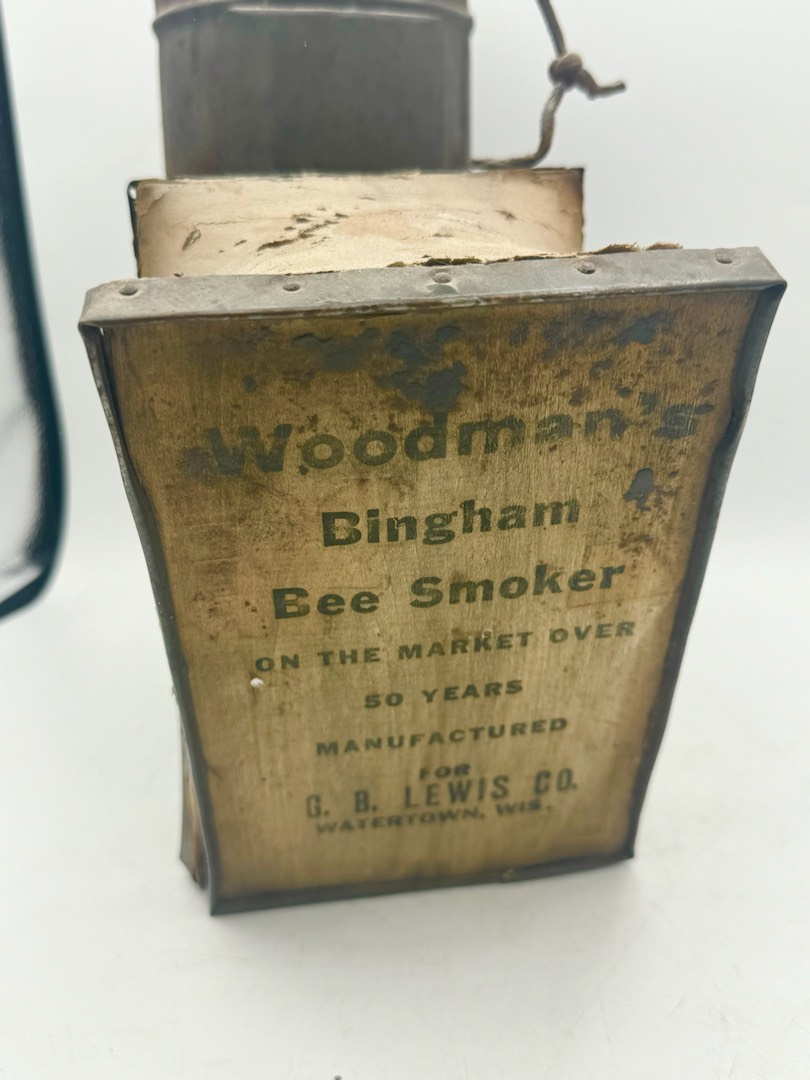 Woodman's
Bingham
Bee Smoker
ON THE MARKET OVER
50 YEARS
MANUFACTURED
FOR
G. B. LEWIS CO.
WATERTOWN, WIS.